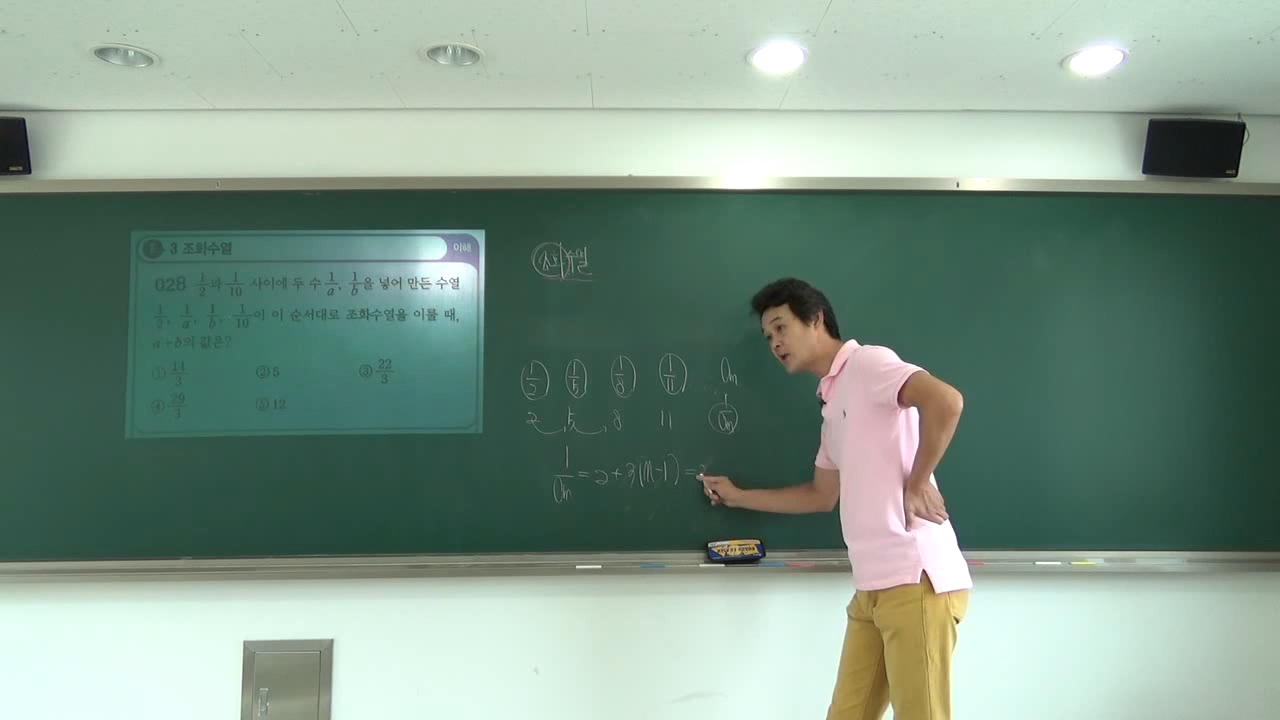 3 조화수열
이해
028 1/2과 1/10 사이에 두 수 1/a, 1/b을 넣어 만든 수열
1/2, 1/a, 1/b, 1/10이 이 순서대로 조화수열을 이룰 때,
a+b의 값은?
① 14/3 ② 5 ③ 22/3
④ 29/3 ⑤ 12
조화수열
1/2 1/5 1/8 1/11 an
2, 5, 8 11 1/an
1/an = 2 + 3(n-1) = 3